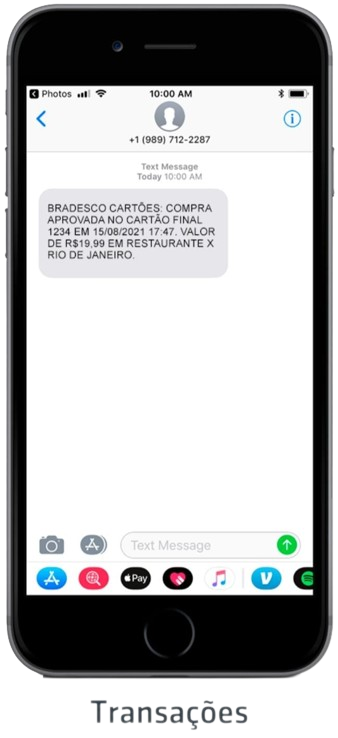 Photos 10:00 AM
+1 (989) 712-2287
Text Message
Today 10:00 AM
BRADESCO CARTÕES: COMPRA
APROVADA NO CARTÃO FINAL
1234 EM 15/08/2021 17:47. VALOR
DE R$19,99 EM RESTAURANTE X
RIO DE JANEIRO.
Text Message
Pay
Transações